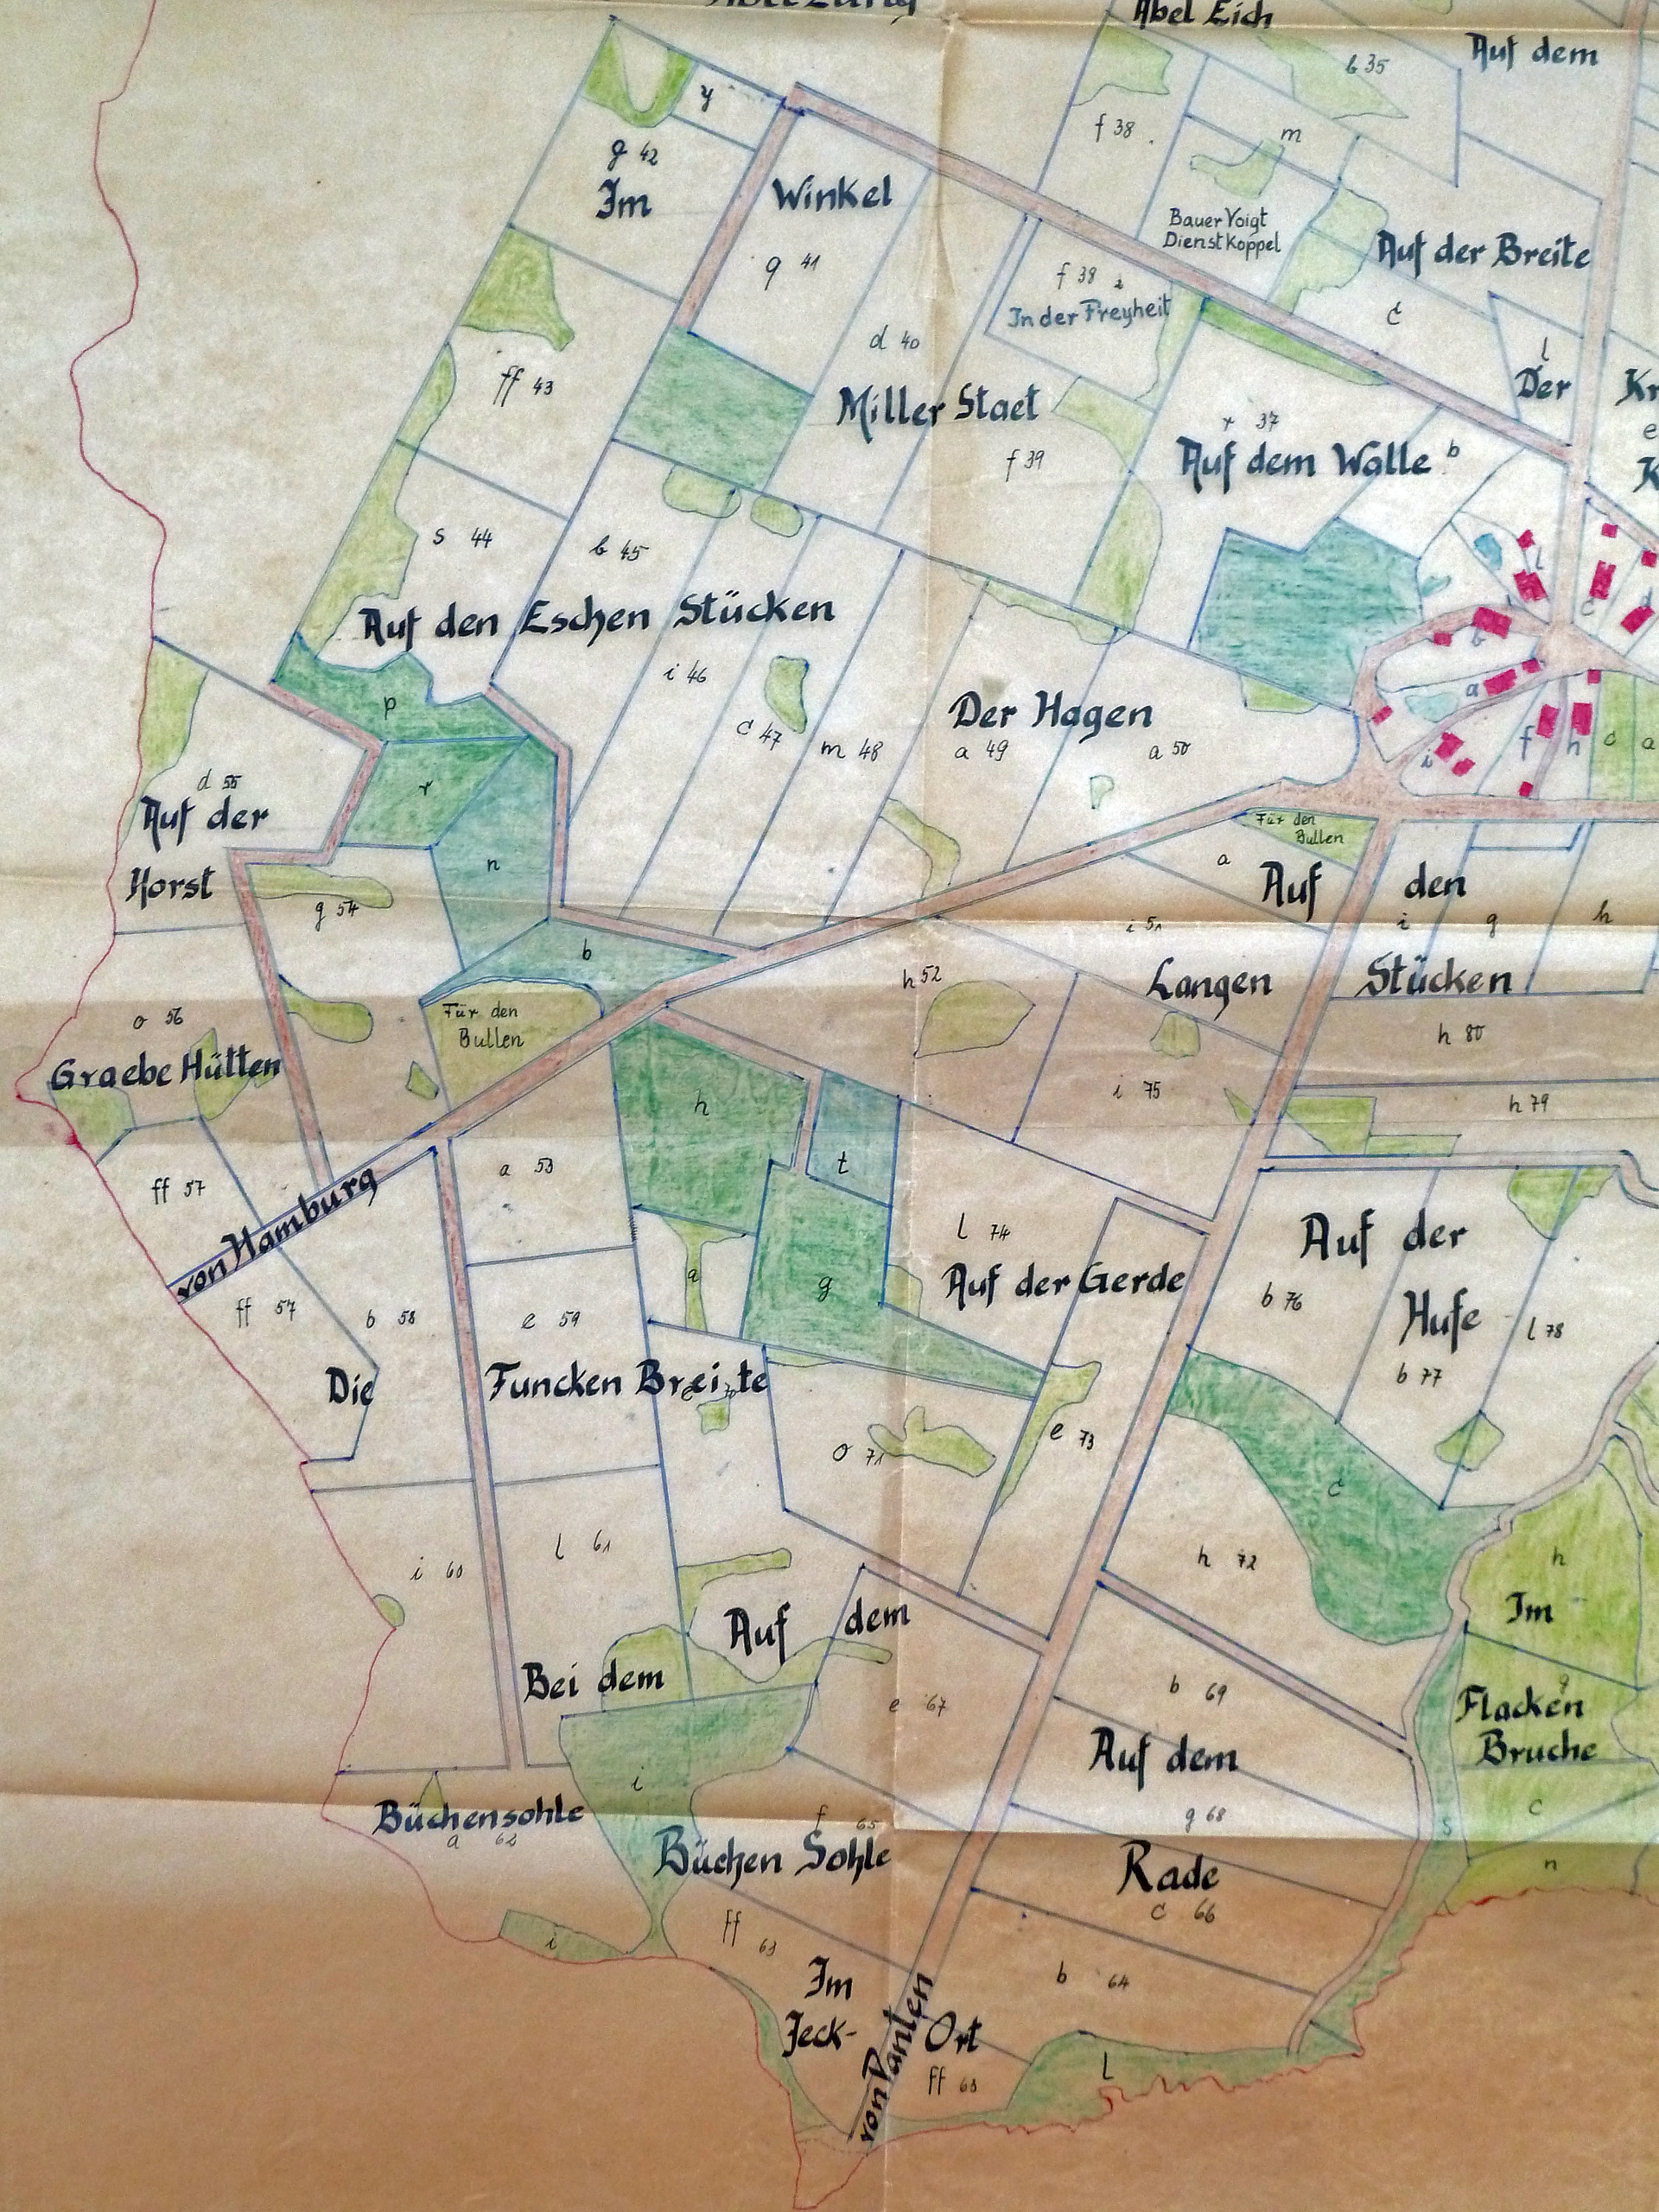 Abel Eich
Auf dem
b 35
y
f 38
m
g 42
Im
Winkel
Bauer Voigt
Dienst Koppel
Auf der Breite
q 41
f 38
In der Freyheit
c
d 40
l
Der
ff 43
Miller Staet
r 37
Auf dem Walle
b
f 39
s 44
b 45
Auf den Eschen Stücken
i 46
c 47
m 48
Der Hagen
a 49
a 50
l
c
d
b
a
i
f
h
c
a
p
r
n
d 55
Auf der
Horst
Für den
Bullen
a
Auf den
g 54
i 51
i
g
h
b
h 52
Langen Stücken
o 56
Für den
Bullen
h 80
Graebe Hütten
h
i 75
h 79
ff 57
a 53
t
von Hamburg
l 74
Auf der
a
g
Auf der Gerde
b 76
Hufe
l 78
ff 57
b 58
e 59
Die Funcken Breite
b 77
o 71
e 73
c
i 60
l 61
h 72
h
Im
Auf dem
Bei dem
e 67
b 69
g
Flacken
Bruche
Auf dem
i
Büchensohle
a 62
f 65
g 68
c
s
Büchen Sohle
Rade
n
c 66
ff 63
i
Im
b 64
Jeck-Ort
von Panten
ff 63
l